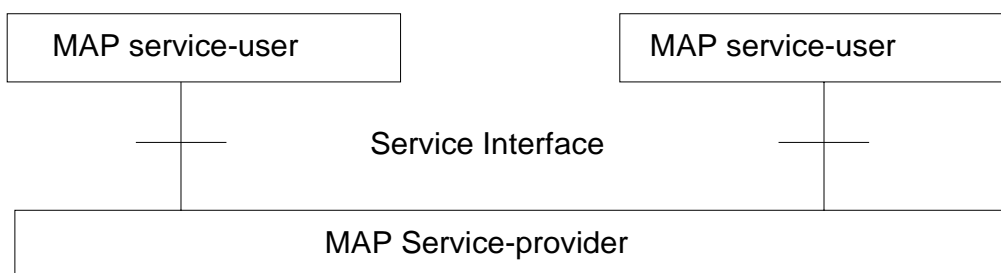 MAP service-user
MAP service-user
Service Interface
MAP Service-provider